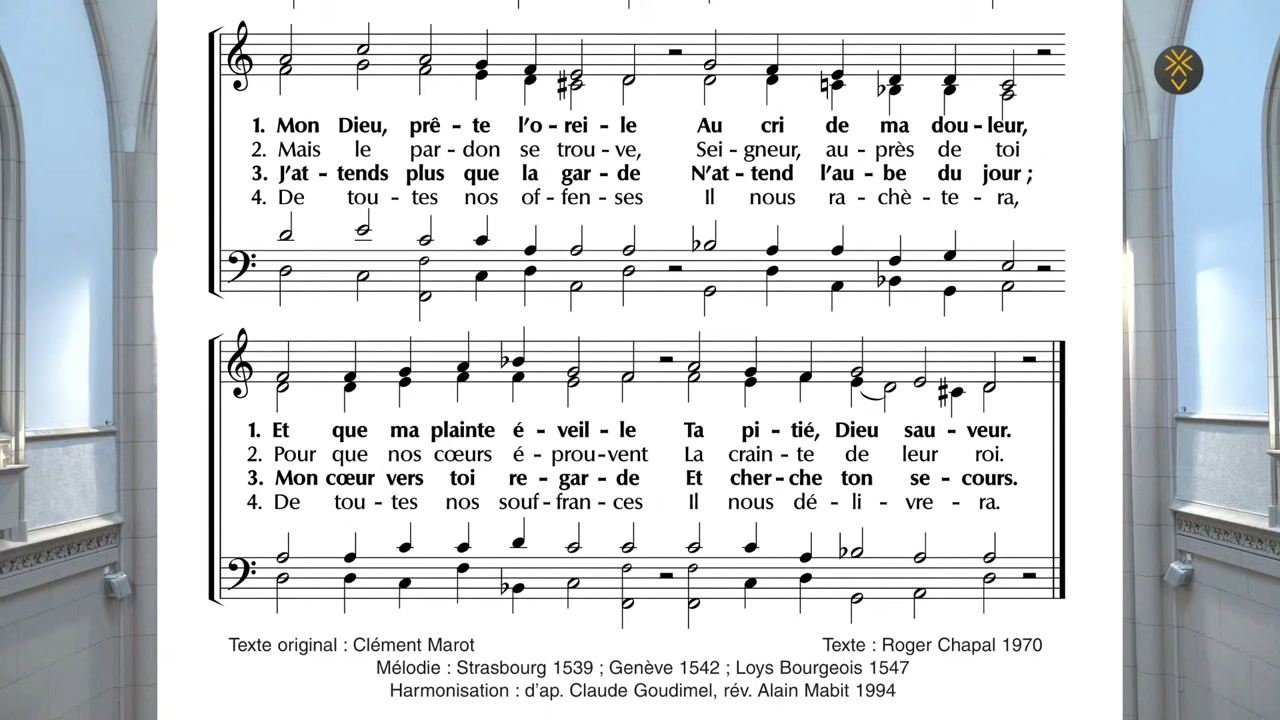 1. Mon Dieu, prê - te l'o - rei - le Au cri de ma dou - leur,
2. Mais le par - don se trou - ve, Sei - gneur, au - près de toi
3. J'at - tends plus que la gar - de N'at - tend l'au - be du jour ;
4. De tou - tes nos of - fen - ses Il nous ra - chè - te - ra,
1. Et que ma plainte é - veil - le Ta pi - tié, Dieu sau - veur.
2. Pour que nos cœurs é - prou - vent La crain - te de leur roi.
3. Mon cœur vers toi re - gar - de Et cher - che ton se - cours.
4. De tou - tes nos souf - fran - ces Il nous dé - li - vre - ra.
Texte original : Clément Marot Texte : Roger Chapal 1970
Mélodie : Strasbourg 1539 ; Genève 1542 ; Loys Bourgeois 1547
Harmonisation : d'ap. Claude Goudimel, rév. Alain Mabit 1994